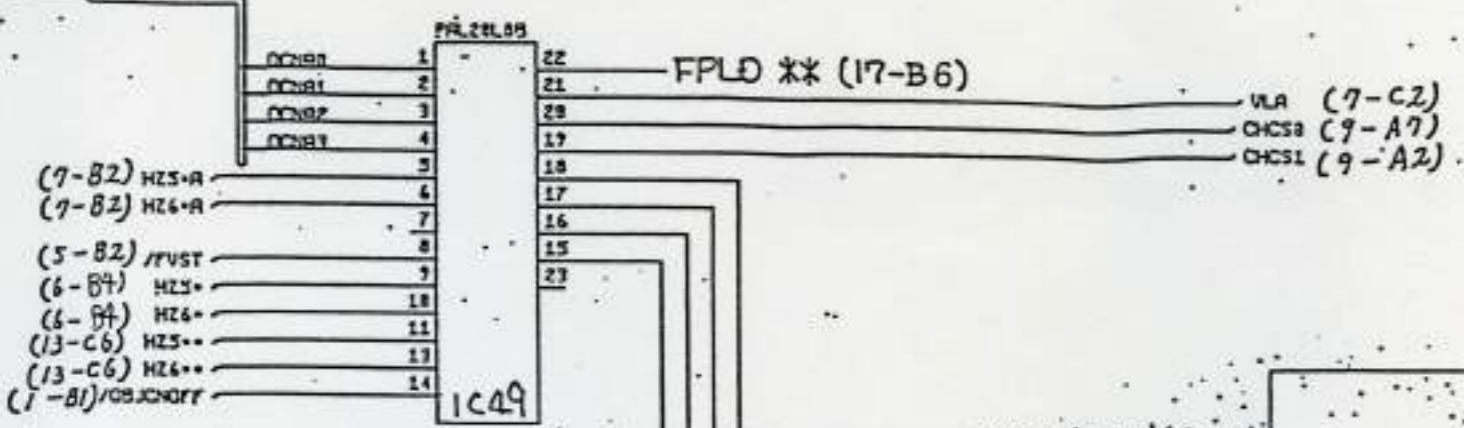 PAL20L8B
1 22 FPLD ** (17-B6)
2 21 VLA (7-C2)
3 20 CHCS0 (9-A7)
4 19 CHCS1 (9-A2)
(7-B2) HZ5*A 5 18
(7-B2) HZ6*A 6 17
7 16
(5-B2) /FVST 8 15
(6-B4) HZ5* 9 23
(6-B4) HZ6* 10
(13-C6) HZ5** 11
(13-C6) HZ6** 13
(1-B1) /OBJCNOFF 14
IC49